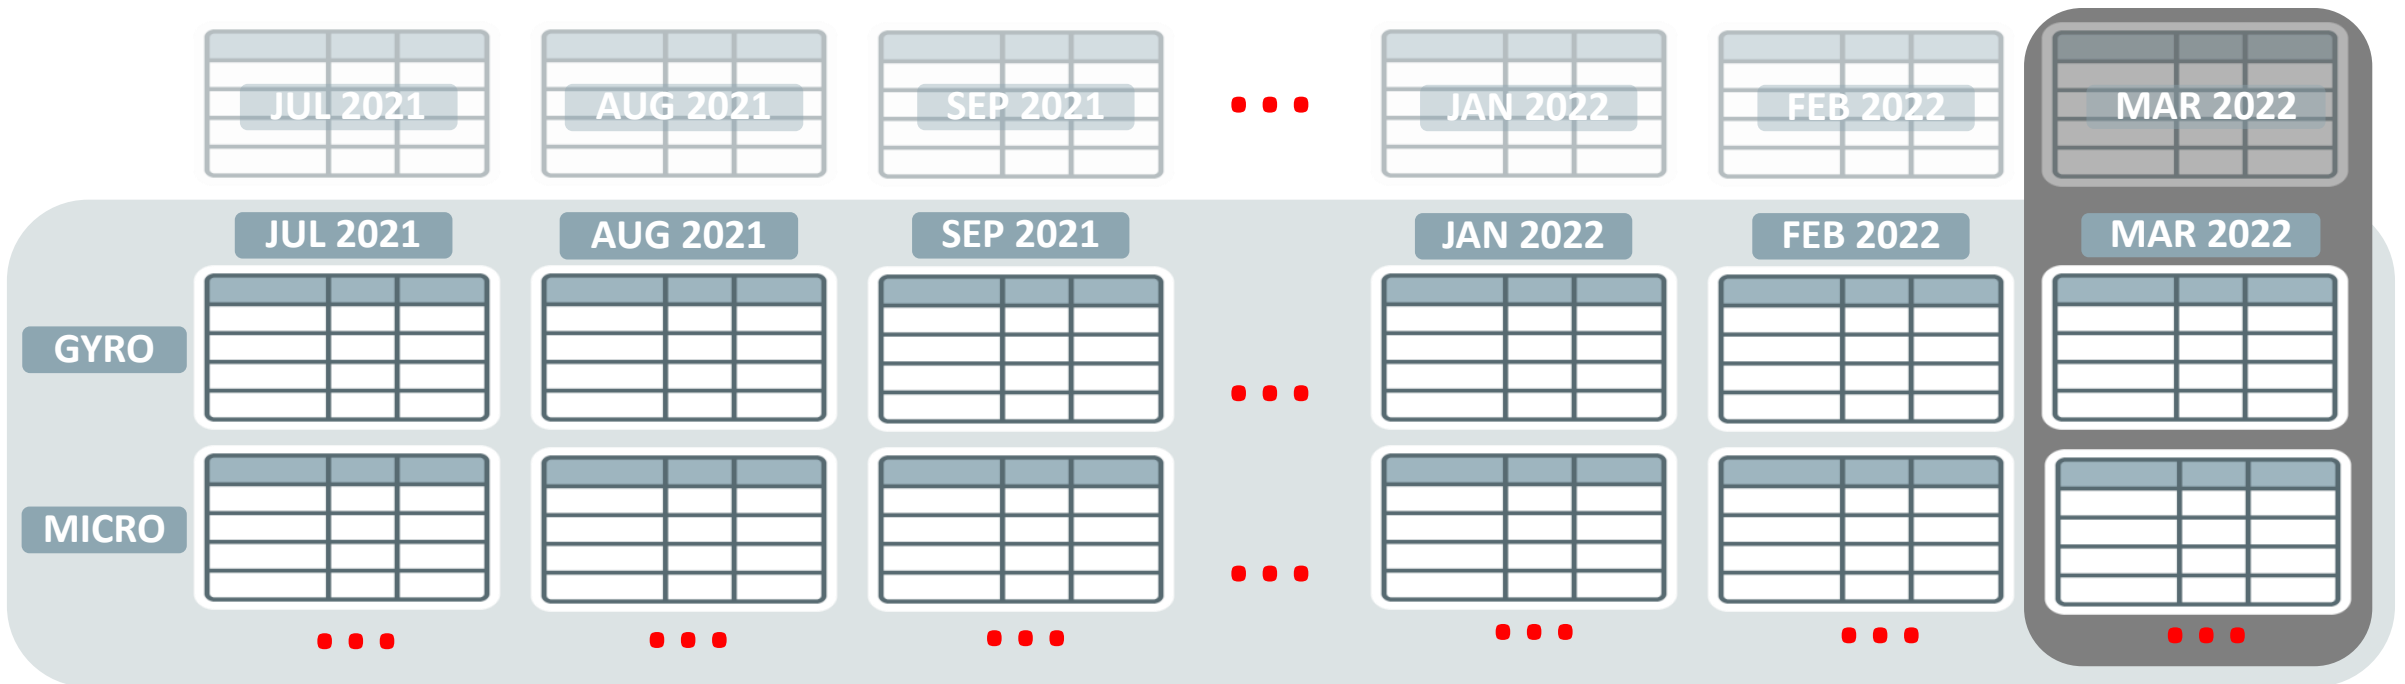 JUL 2021 AUG 2021 SEP 2021 ... JAN 2022 FEB 2022 MAR 2022
JUL 2021 AUG 2021 SEP 2021 JAN 2022 FEB 2022 MAR 2022
GYRO ...
MICRO ...
... ... ... ... ... ...